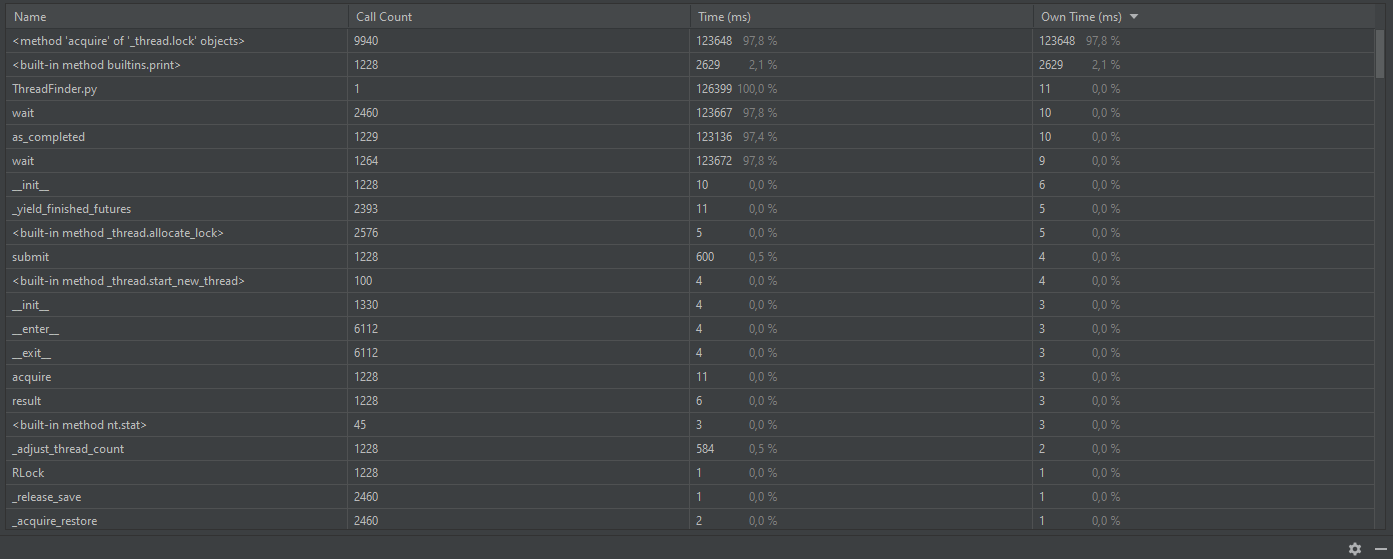 Name Call Count Time (ms) Own Time (ms)
<method 'acquire' of '_thread.lock' objects> 9940 123648 97,8 % 123648 97,8 %
<built-in method builtins.print> 1228 2629 2,1 % 2629 2,1 %
ThreadFinder.py 1 126399 100,0 % 11 0,0 %
wait 2460 123667 97,8 % 10 0,0 %
as_completed 1229 123136 97,4 % 10 0,0 %
wait 1264 123672 97,8 % 9 0,0 %
__init__ 1228 10 0,0 % 6 0,0 %
_yield_finished_futures 2393 11 0,0 % 5 0,0 %
<built-in method _thread.allocate_lock> 2576 5 0,0 % 5 0,0 %
submit 1228 600 0,5 % 4 0,0 %
<built-in method _thread.start_new_thread> 100 4 0,0 % 4 0,0 %
__init__ 1330 4 0,0 % 3 0,0 %
__enter__ 6112 4 0,0 % 3 0,0 %
__exit__ 6112 4 0,0 % 3 0,0 %
acquire 1228 11 0,0 % 3 0,0 %
result 1228 6 0,0 % 3 0,0 %
<built-in method nt.stat> 45 3 0,0 % 3 0,0 %
_adjust_thread_count 1228 584 0,5 % 2 0,0 %
RLock 1228 1 0,0 % 1 0,0 %
_release_save 2460 1 0,0 % 1 0,0 %
_acquire_restore 2460 2 0,0 % 1 0,0 %